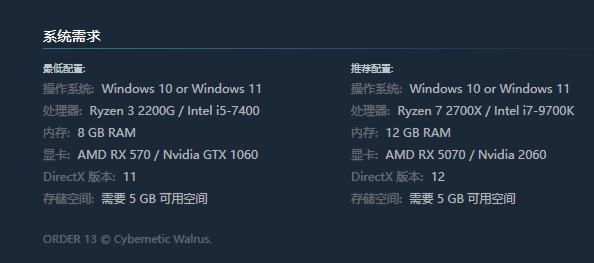 系统需求
最低配置:
操作系统: Windows 10 or Windows 11
处理器: Ryzen 3 2200G / Intel i5-7400
内存: 8 GB RAM
显卡: AMD RX 570 / Nvidia GTX 1060
DirectX 版本: 11
存储空间: 需要 5 GB 可用空间
推荐配置:
操作系统: Windows 10 or Windows 11
处理器: Ryzen 7 2700X / Intel i7-9700K
内存: 12 GB RAM
显卡: AMD RX 5070 / Nvidia 2060
DirectX 版本: 12
存储空间: 需要 5 GB 可用空间
ORDER 13 © Cybernetic Walrus.